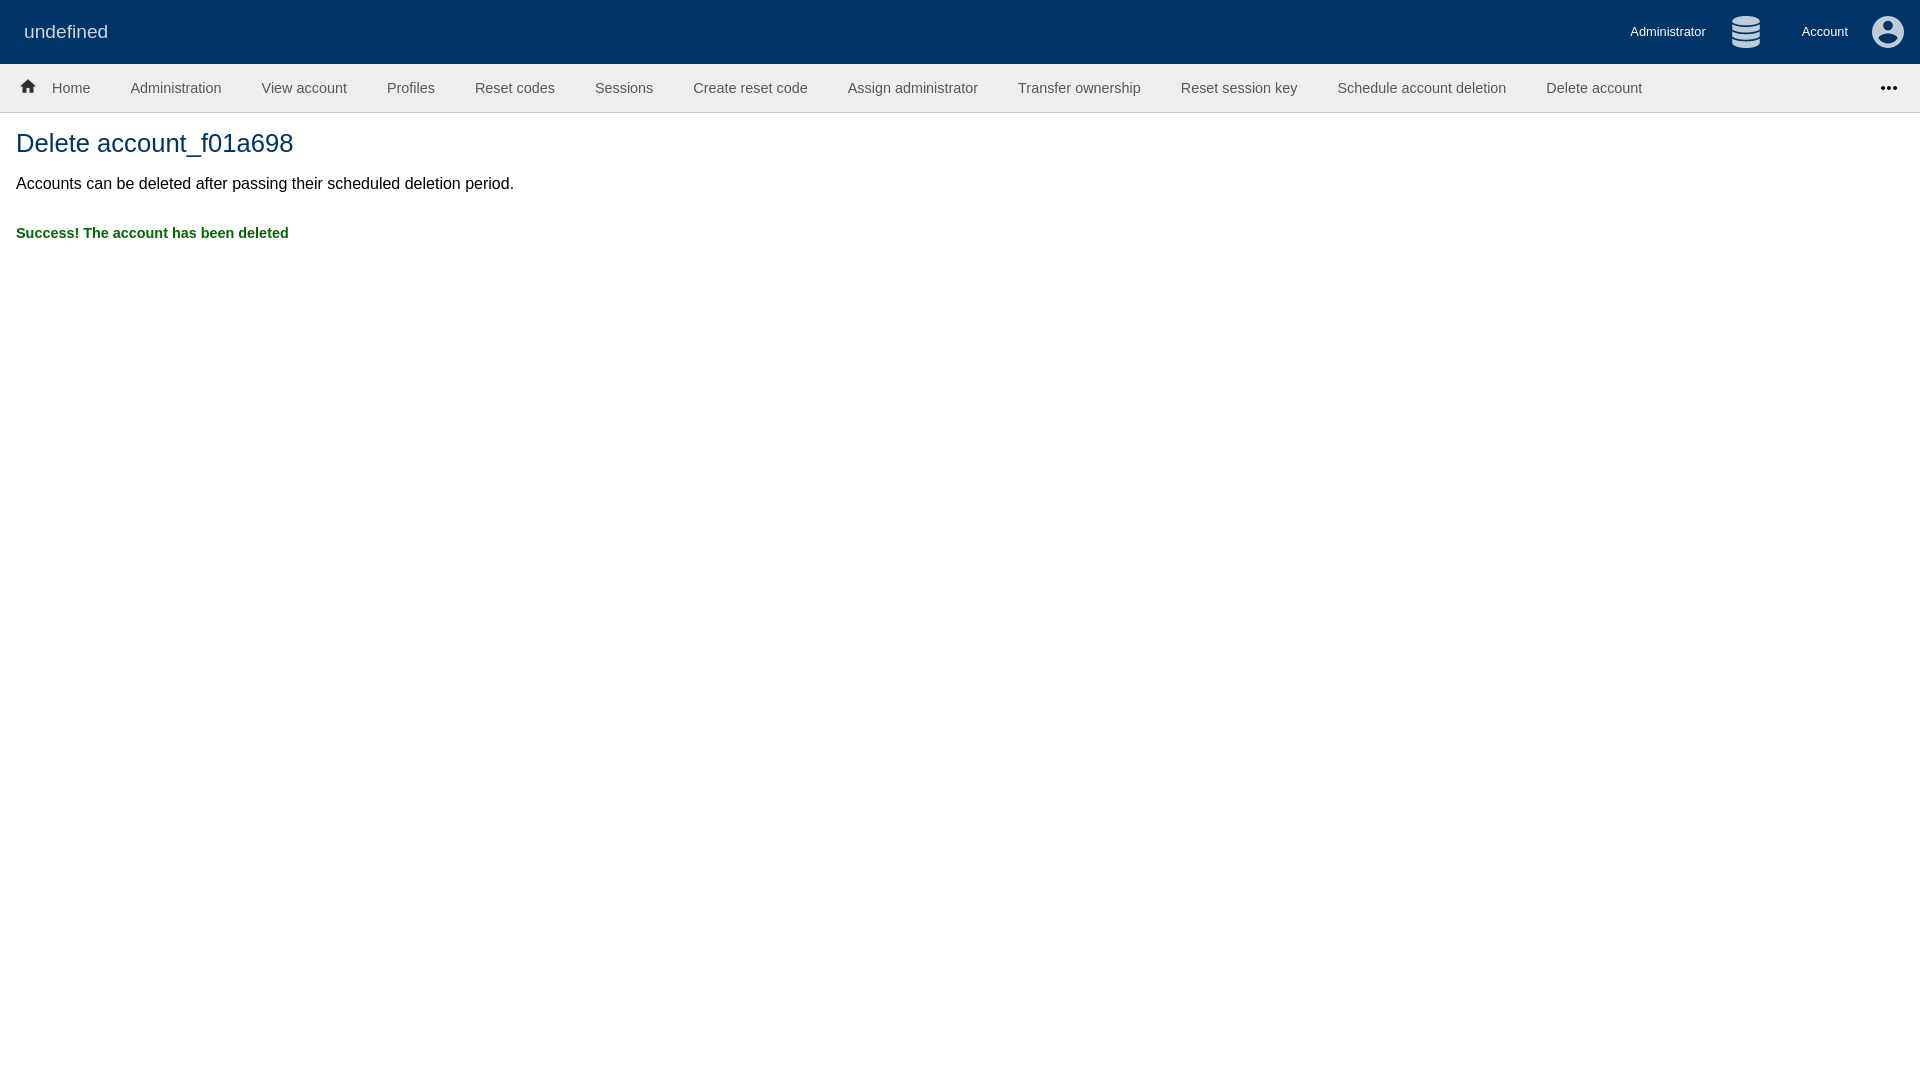 undefined
Administrator
Account
Home
Administration
View account
Profiles
Reset codes
Sessions
Create reset code
Assign administrator
Transfer ownership
Reset session key
Schedule account deletion
Delete account
Delete account_f01a698
Accounts can be deleted after passing their scheduled deletion period.
Success! The account has been deleted